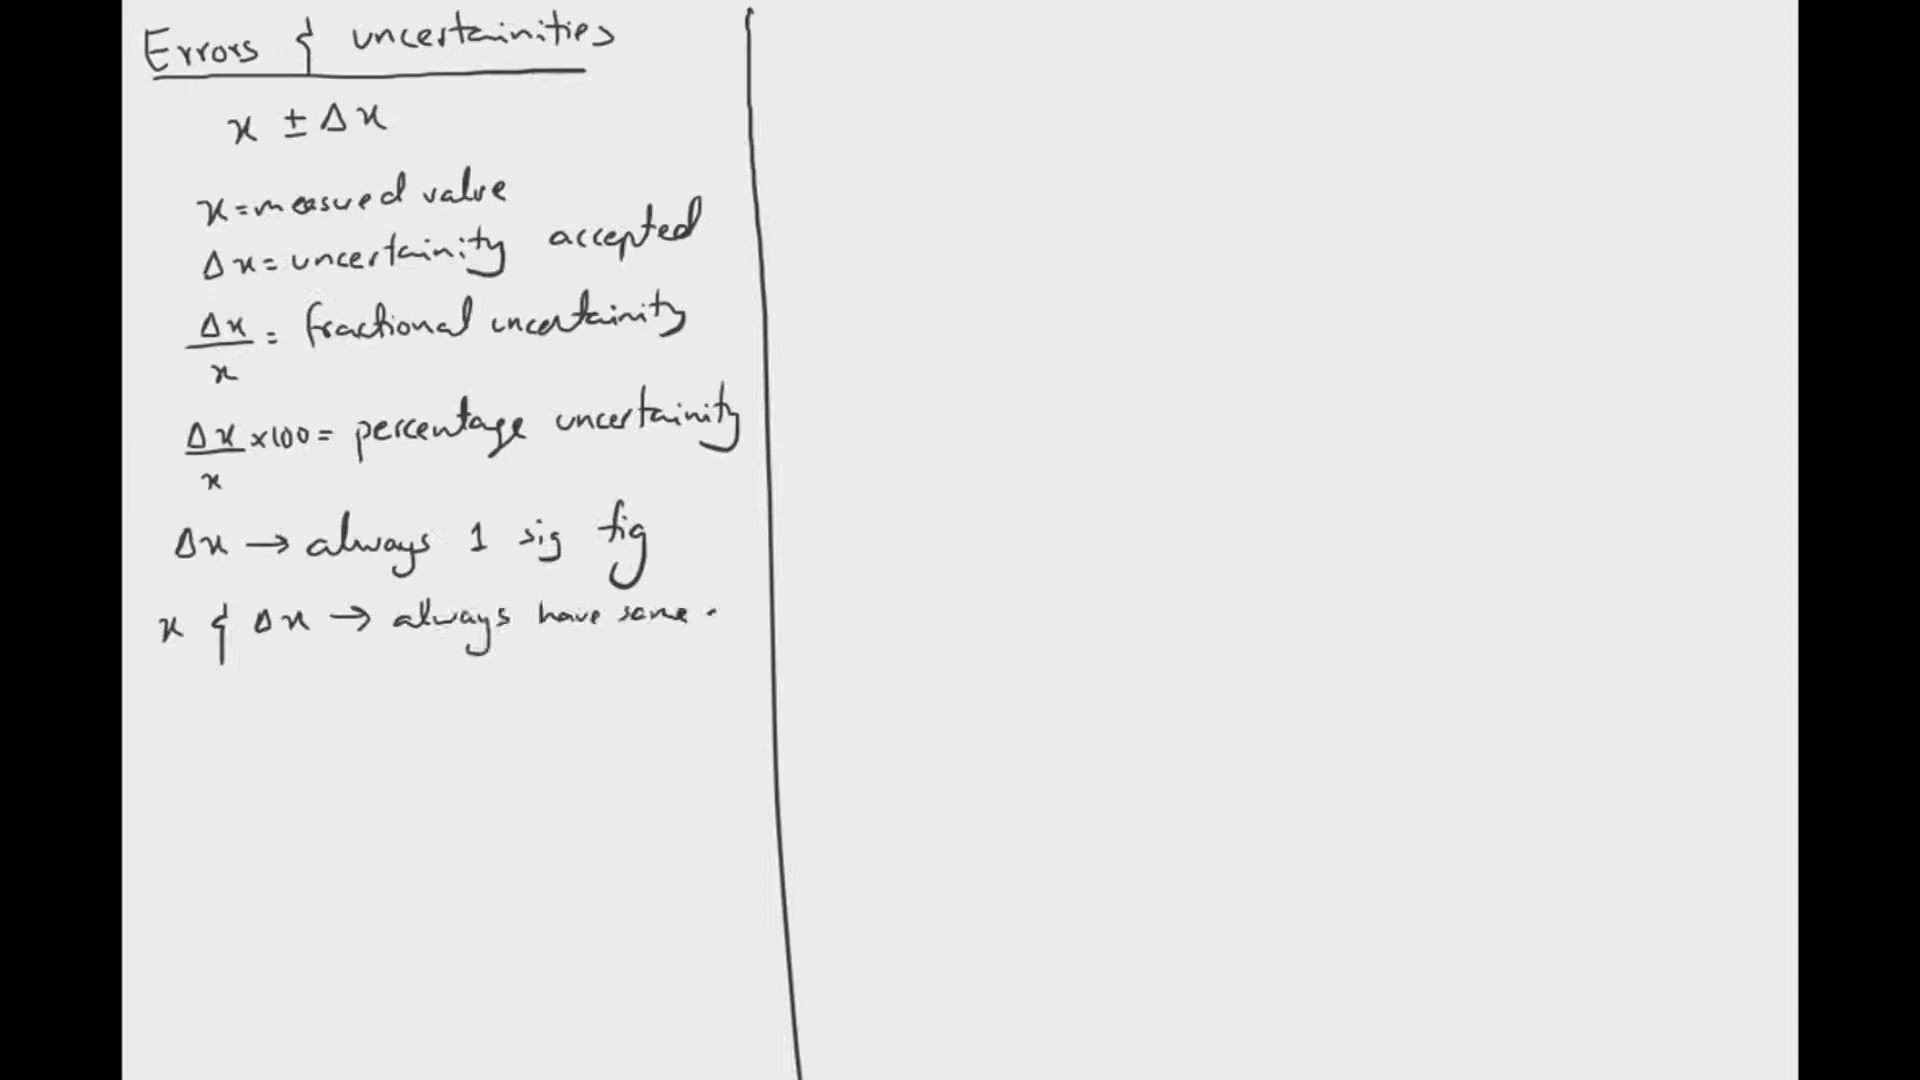 Errors & uncertainities
x ± Δx
x = measured value
Δx = uncertainity accepted
Δx/x = fractional uncertainity
Δx/x × 100 = percentage uncertainity
Δx → always 1 sig fig
x & Δx → always have same